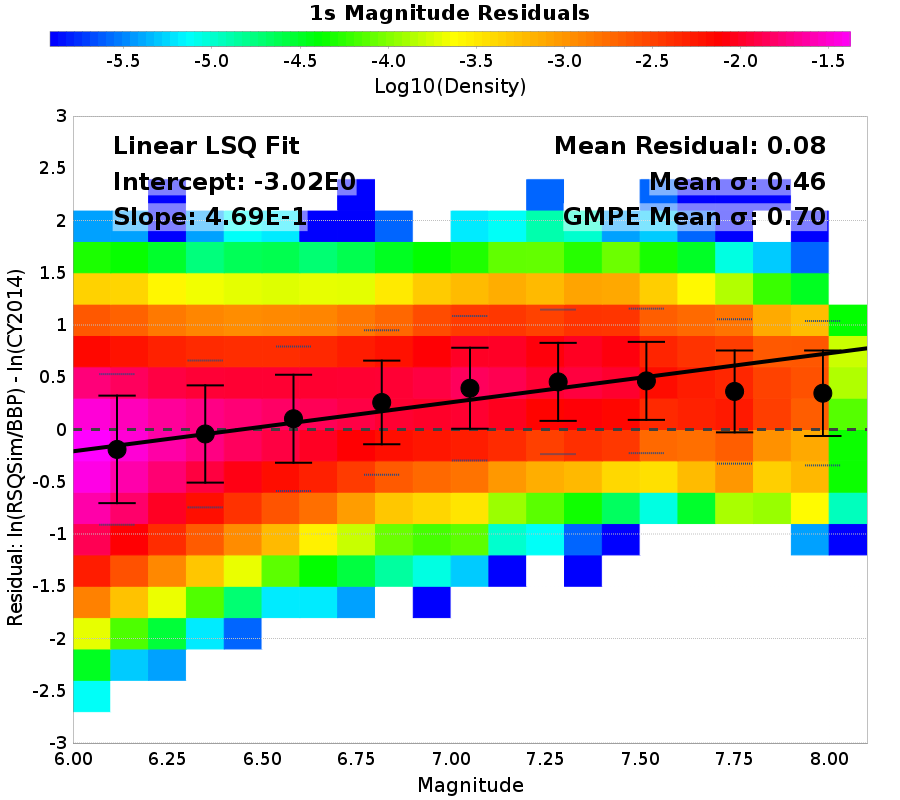 1s Magnitude Residuals
-5.5 -5.0 -4.5 -4.0 -3.5 -3.0 -2.5 -2.0 -1.5
Log10(Density)
Linear LSQ Fit
Intercept: -3.02E0
Slope: 4.69E-1
Mean Residual: 0.08
Mean σ: 0.46
GMPE Mean σ: 0.70
Residual: ln(RSQSim/BBP) - ln(CY2014)
3
2.5
2
1.5
1
0.5
0
-0.5
-1
-1.5
-2
-2.5
-3
6.00 6.25 6.50 6.75 7.00 7.25 7.50 7.75 8.00
Magnitude